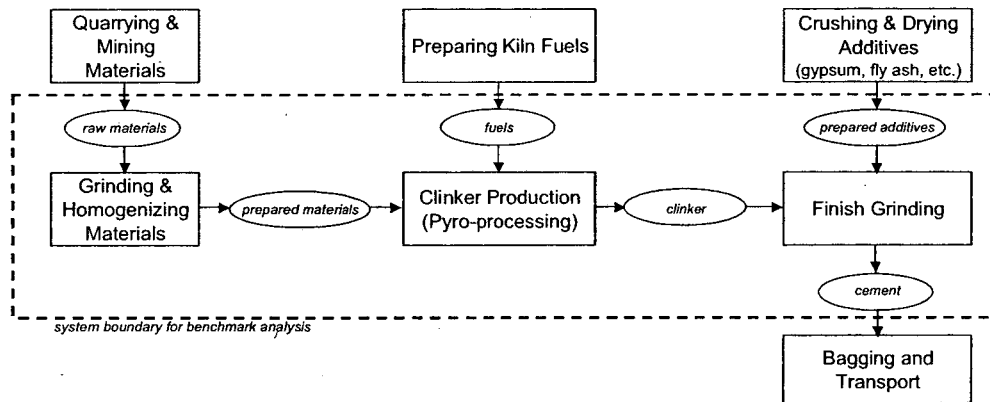 Quarrying &
Mining
Materials
Preparing Kiln Fuels
Crushing & Drying
Additives
(gypsum, fly ash, etc.)
raw materials
fuels
prepared additives
Grinding &
Homogenizing
Materials
prepared materials
Clinker Production
(Pyro-processing)
clinker
Finish Grinding
cement
system boundary for benchmark analysis
Bagging and
Transport